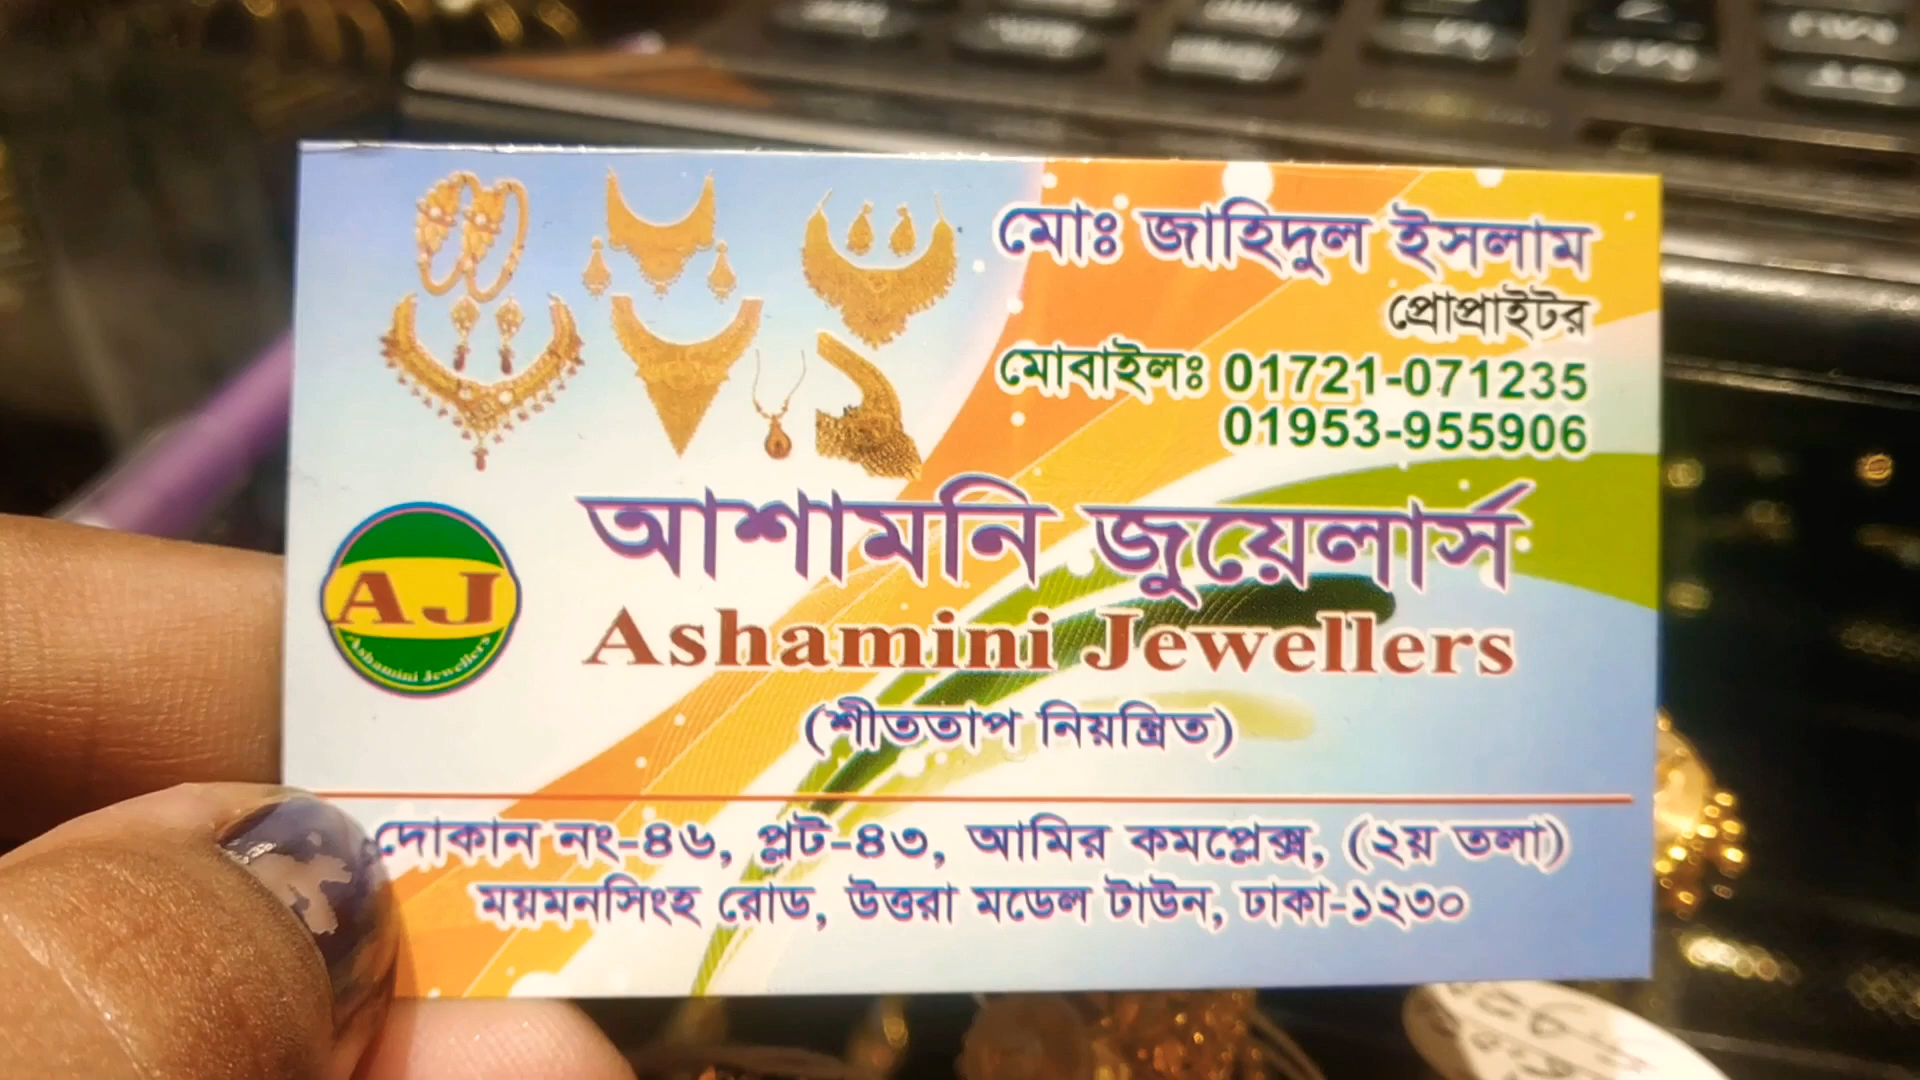 মোঃ জাহিদুল ইসলাম
প্রোপ্রাইটর
মোবাইলঃ 01721-071235
01953-955906
আশামনি জুয়েলার্স
AJ
Ashamini Jewellers
Ashamini Jewellers
(শীততাপ নিয়ন্ত্রিত)
দোকান নং-৪৬, প্লট-৪৩, আমির কমপ্লেক্স, (২য় তলা)
ময়মনসিংহ রোড, উত্তরা মডেল টাউন, ঢাকা-১২৩০